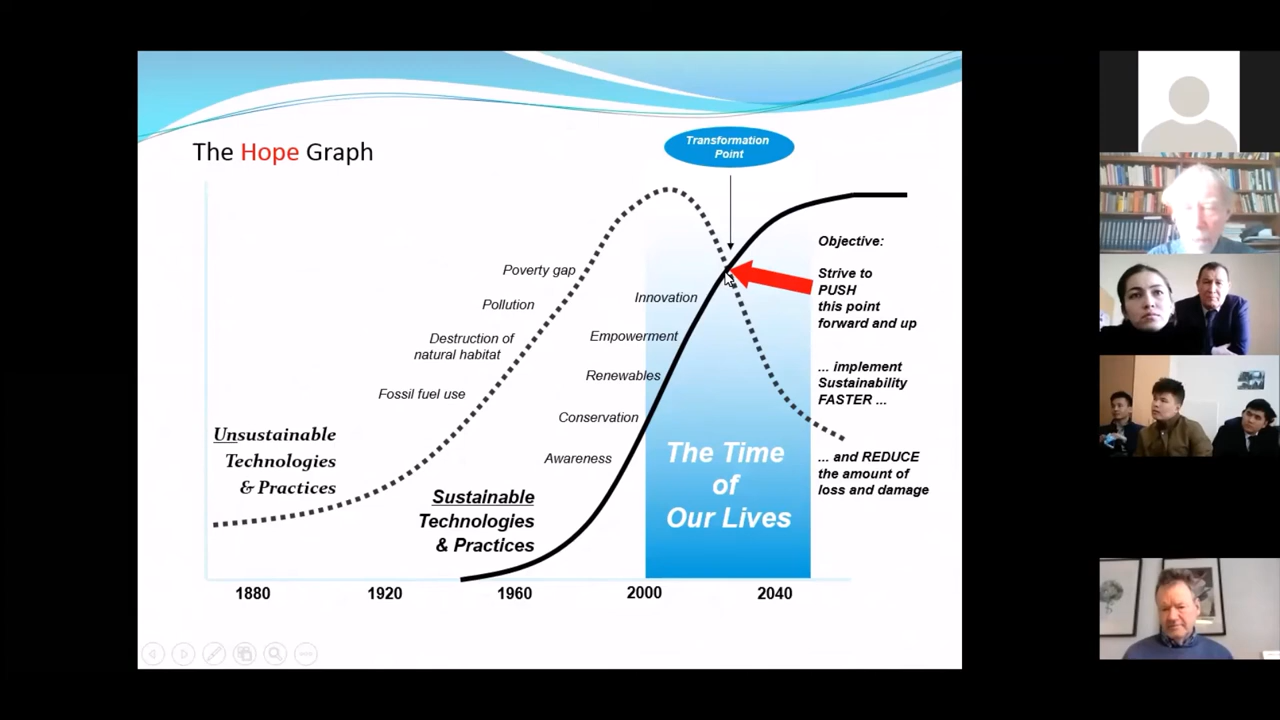 The Hope Graph
Transformation
Point
Objective:
Strive to
PUSH
this point
forward and up
... implement
Sustainability
FASTER ...
... and REDUCE
the amount of
loss and damage
Poverty gap
Pollution
Destruction of
natural habitat
Fossil fuel use
Unsustainable
Technologies
& Practices
Innovation
Empowerment
Renewables
Conservation
Awareness
Sustainable
Technologies
& Practices
The Time
of
Our Lives
1880 1920 1960 2000 2040